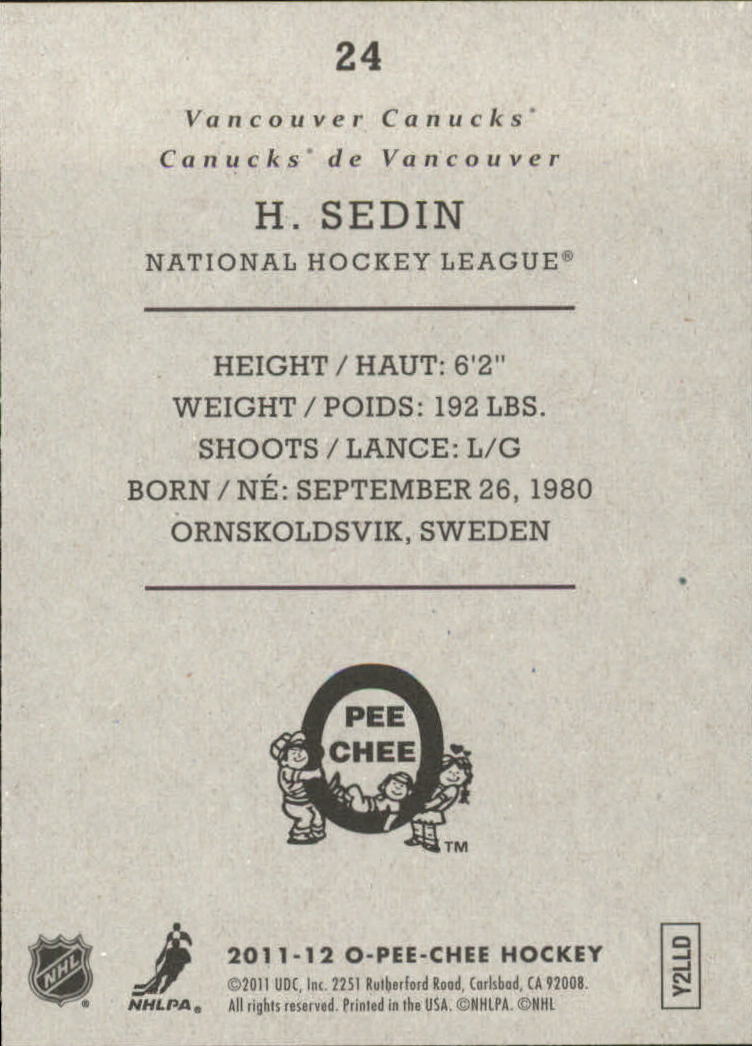 24
Vancouver Canucks*
Canucks* de Vancouver
H. SEDIN
NATIONAL HOCKEY LEAGUE®
HEIGHT / HAUT: 6'2"
WEIGHT / POIDS: 192 LBS.
SHOOTS / LANCE: L/G
BORN / NÉ: SEPTEMBER 26, 1980
ORNSKOLDSVIK, SWEDEN
O
PEE
CHEE
TM
NHL®
NHLPA®
2011-12 O-PEE-CHEE HOCKEY
©2011 UDC, Inc. 2251 Rutherford Road, Carlsbad, CA 92008.
All rights reserved. Printed in the USA. ©NHLPA. ©NHL
Y2LLD